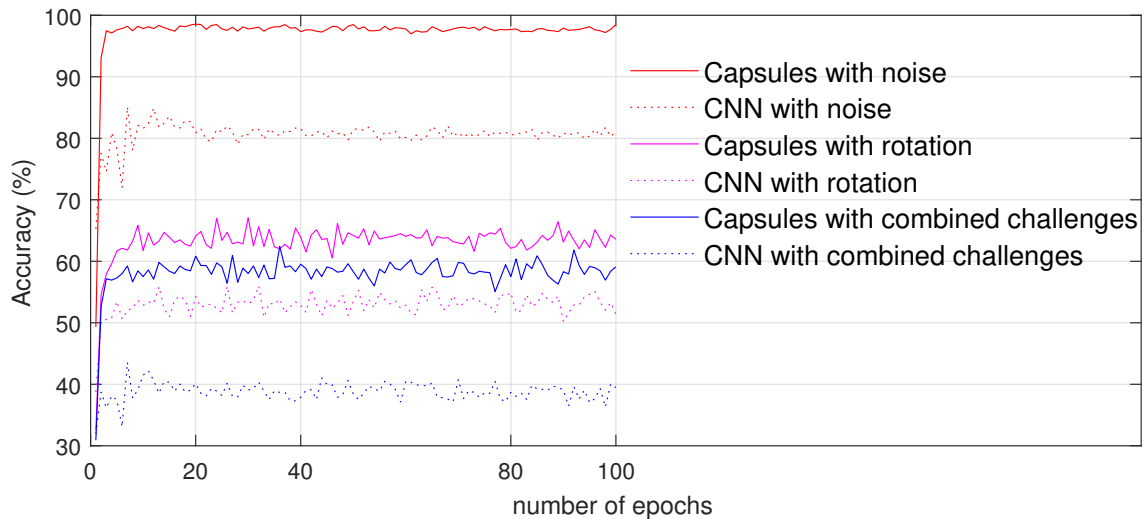 100
90
80
70
60
50
40
30
Accuracy (%)
0
20
40
60
80
100
number of epochs
Capsules with noise
CNN with noise
Capsules with rotation
CNN with rotation
Capsules with combined challenges
CNN with combined challenges